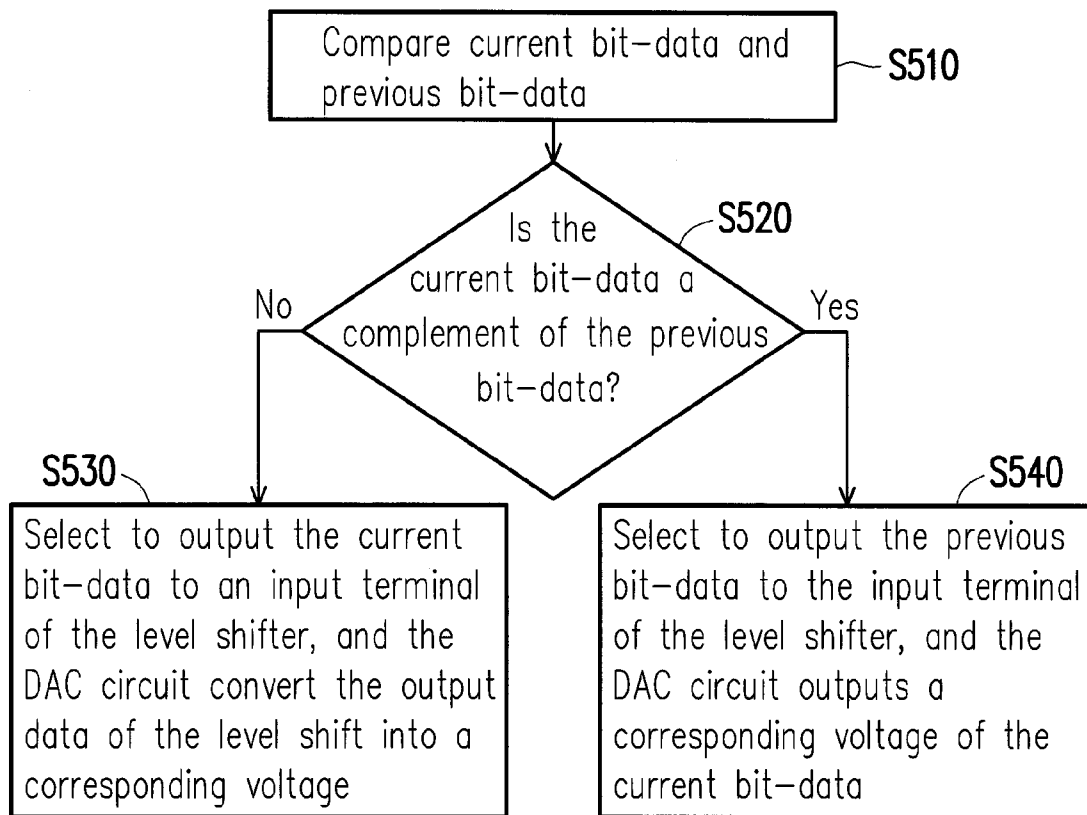 Compare current bit-data and
previous bit-data
S510
Is the
current bit-data a
complement of the previous
bit-data?
S520
No
Yes
S530
Select to output the current
bit-data to an input terminal
of the level shifter, and the
DAC circuit convert the output
data of the level shift into a
corresponding voltage
S540
Select to output the previous
bit-data to the input terminal
of the level shifter, and the
DAC circuit outputs a
corresponding voltage of the
current bit-data